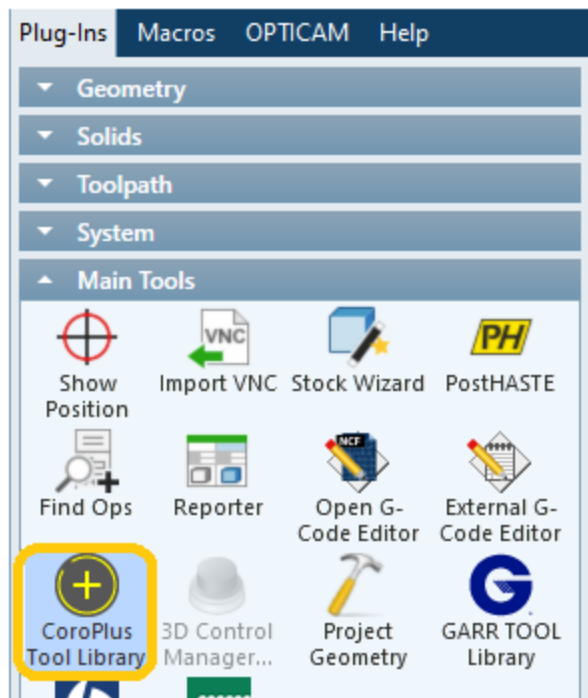 Plug-Ins Macros OPTICAM Help
Geometry
Solids
Toolpath
System
Main Tools
VNC
PH
Show
Position
Import VNC
Stock Wizard
PostHASTE
NCF
Find Ops
Reporter
Open G-
Code Editor
External G-
Code Editor
CoroPlus
Tool Library
3D Control
Manager...
Project
Geometry
G
GARR TOOL
Library